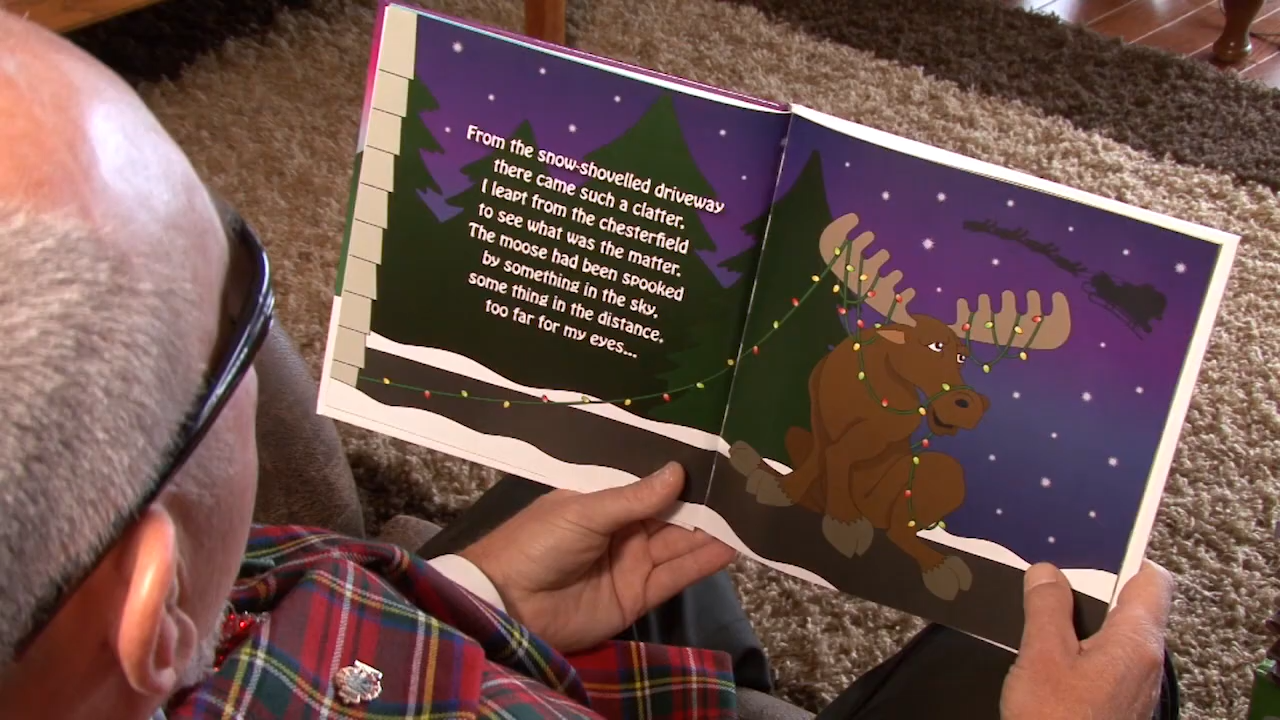 From the snow-shovelled driveway
there came such a clatter,
I leapt from the chesterfield
to see what was the matter.
The moose had been spooked
by something in the sky,
some thing in the distance,
too far for my eyes...